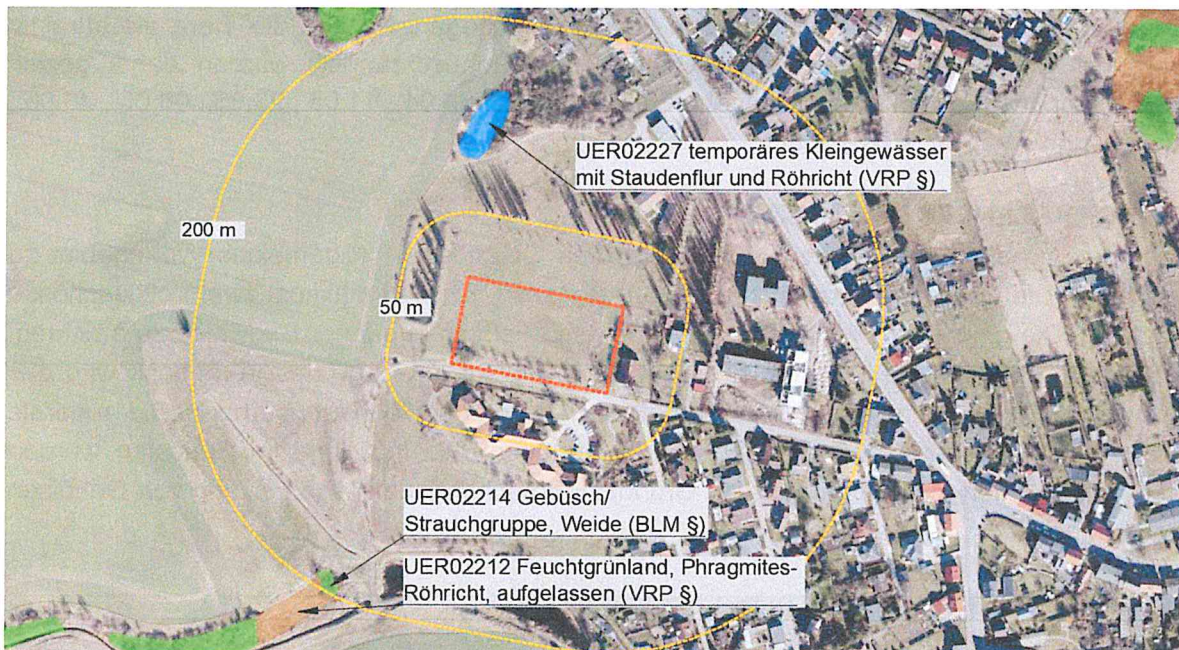 UER02227 temporäres Kleingewässer
mit Staudenflur und Röhricht (VRP §)
200 m
50 m
UER02214 Gebüsch/
Strauchgruppe, Weide (BLM §)
UER02212 Feuchtgrünland, Phragmites-
Röhricht, aufgelassen (VRP §)